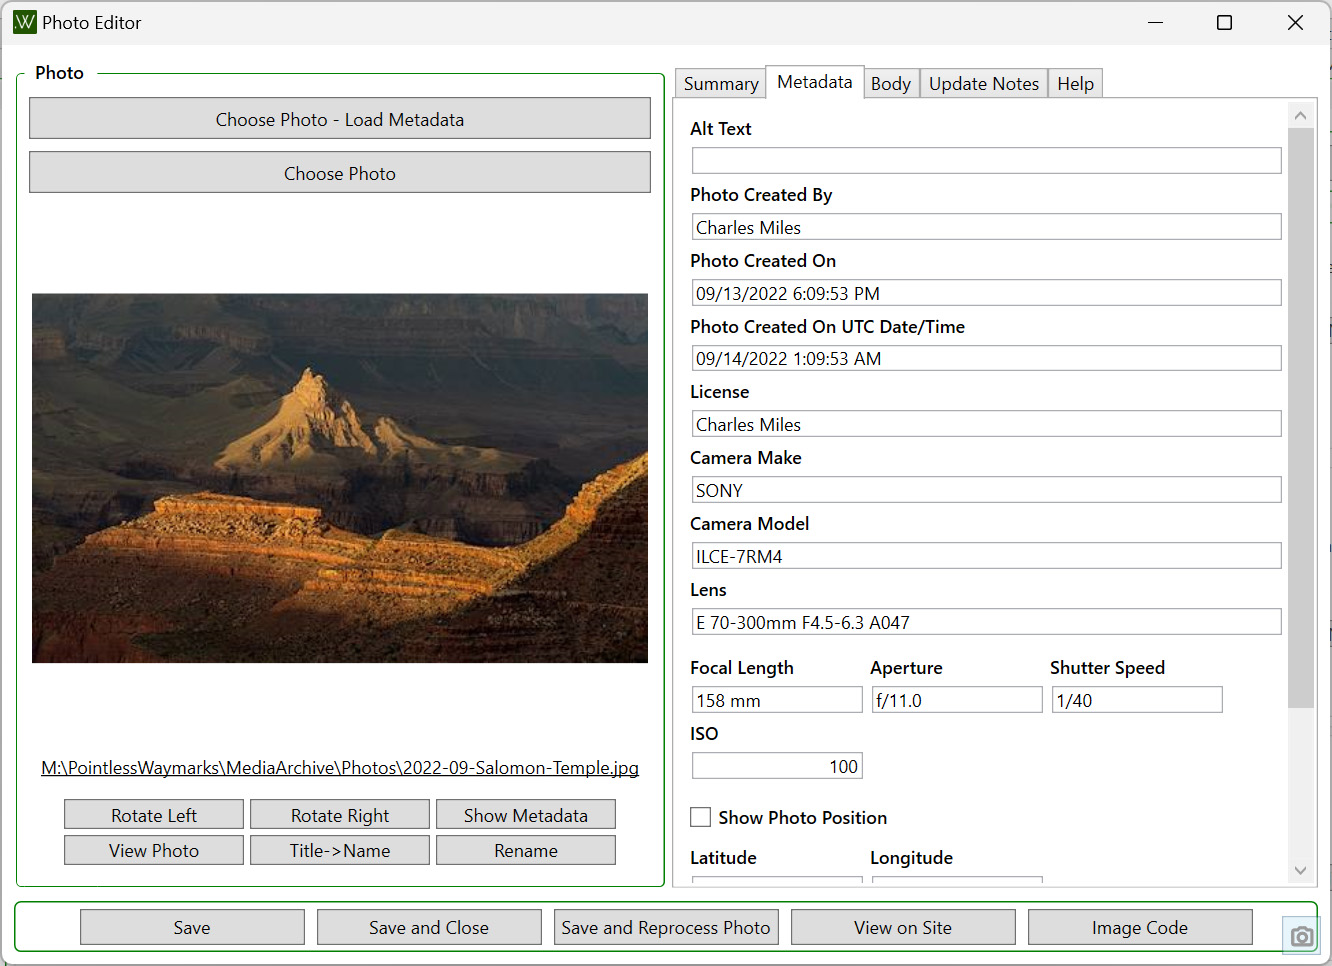 W Photo Editor
Photo
Choose Photo - Load Metadata
Choose Photo
M:\PointlessWaymarks\MediaArchive\Photos\2022-09-Salomon-Temple.jpg
Rotate Left Rotate Right Show Metadata
View Photo Title->Name Rename
Summary Metadata Body Update Notes Help
Alt Text
Photo Created By
Charles Miles
Photo Created On
09/13/2022 6:09:53 PM
Photo Created On UTC Date/Time
09/14/2022 1:09:53 AM
License
Charles Miles
Camera Make
SONY
Camera Model
ILCE-7RM4
Lens
E 70-300mm F4.5-6.3 A047
Focal Length Aperture Shutter Speed
158 mm f/11.0 1/40
ISO
100
Show Photo Position
Latitude Longitude
Save Save and Close Save and Reprocess Photo View on Site Image Code